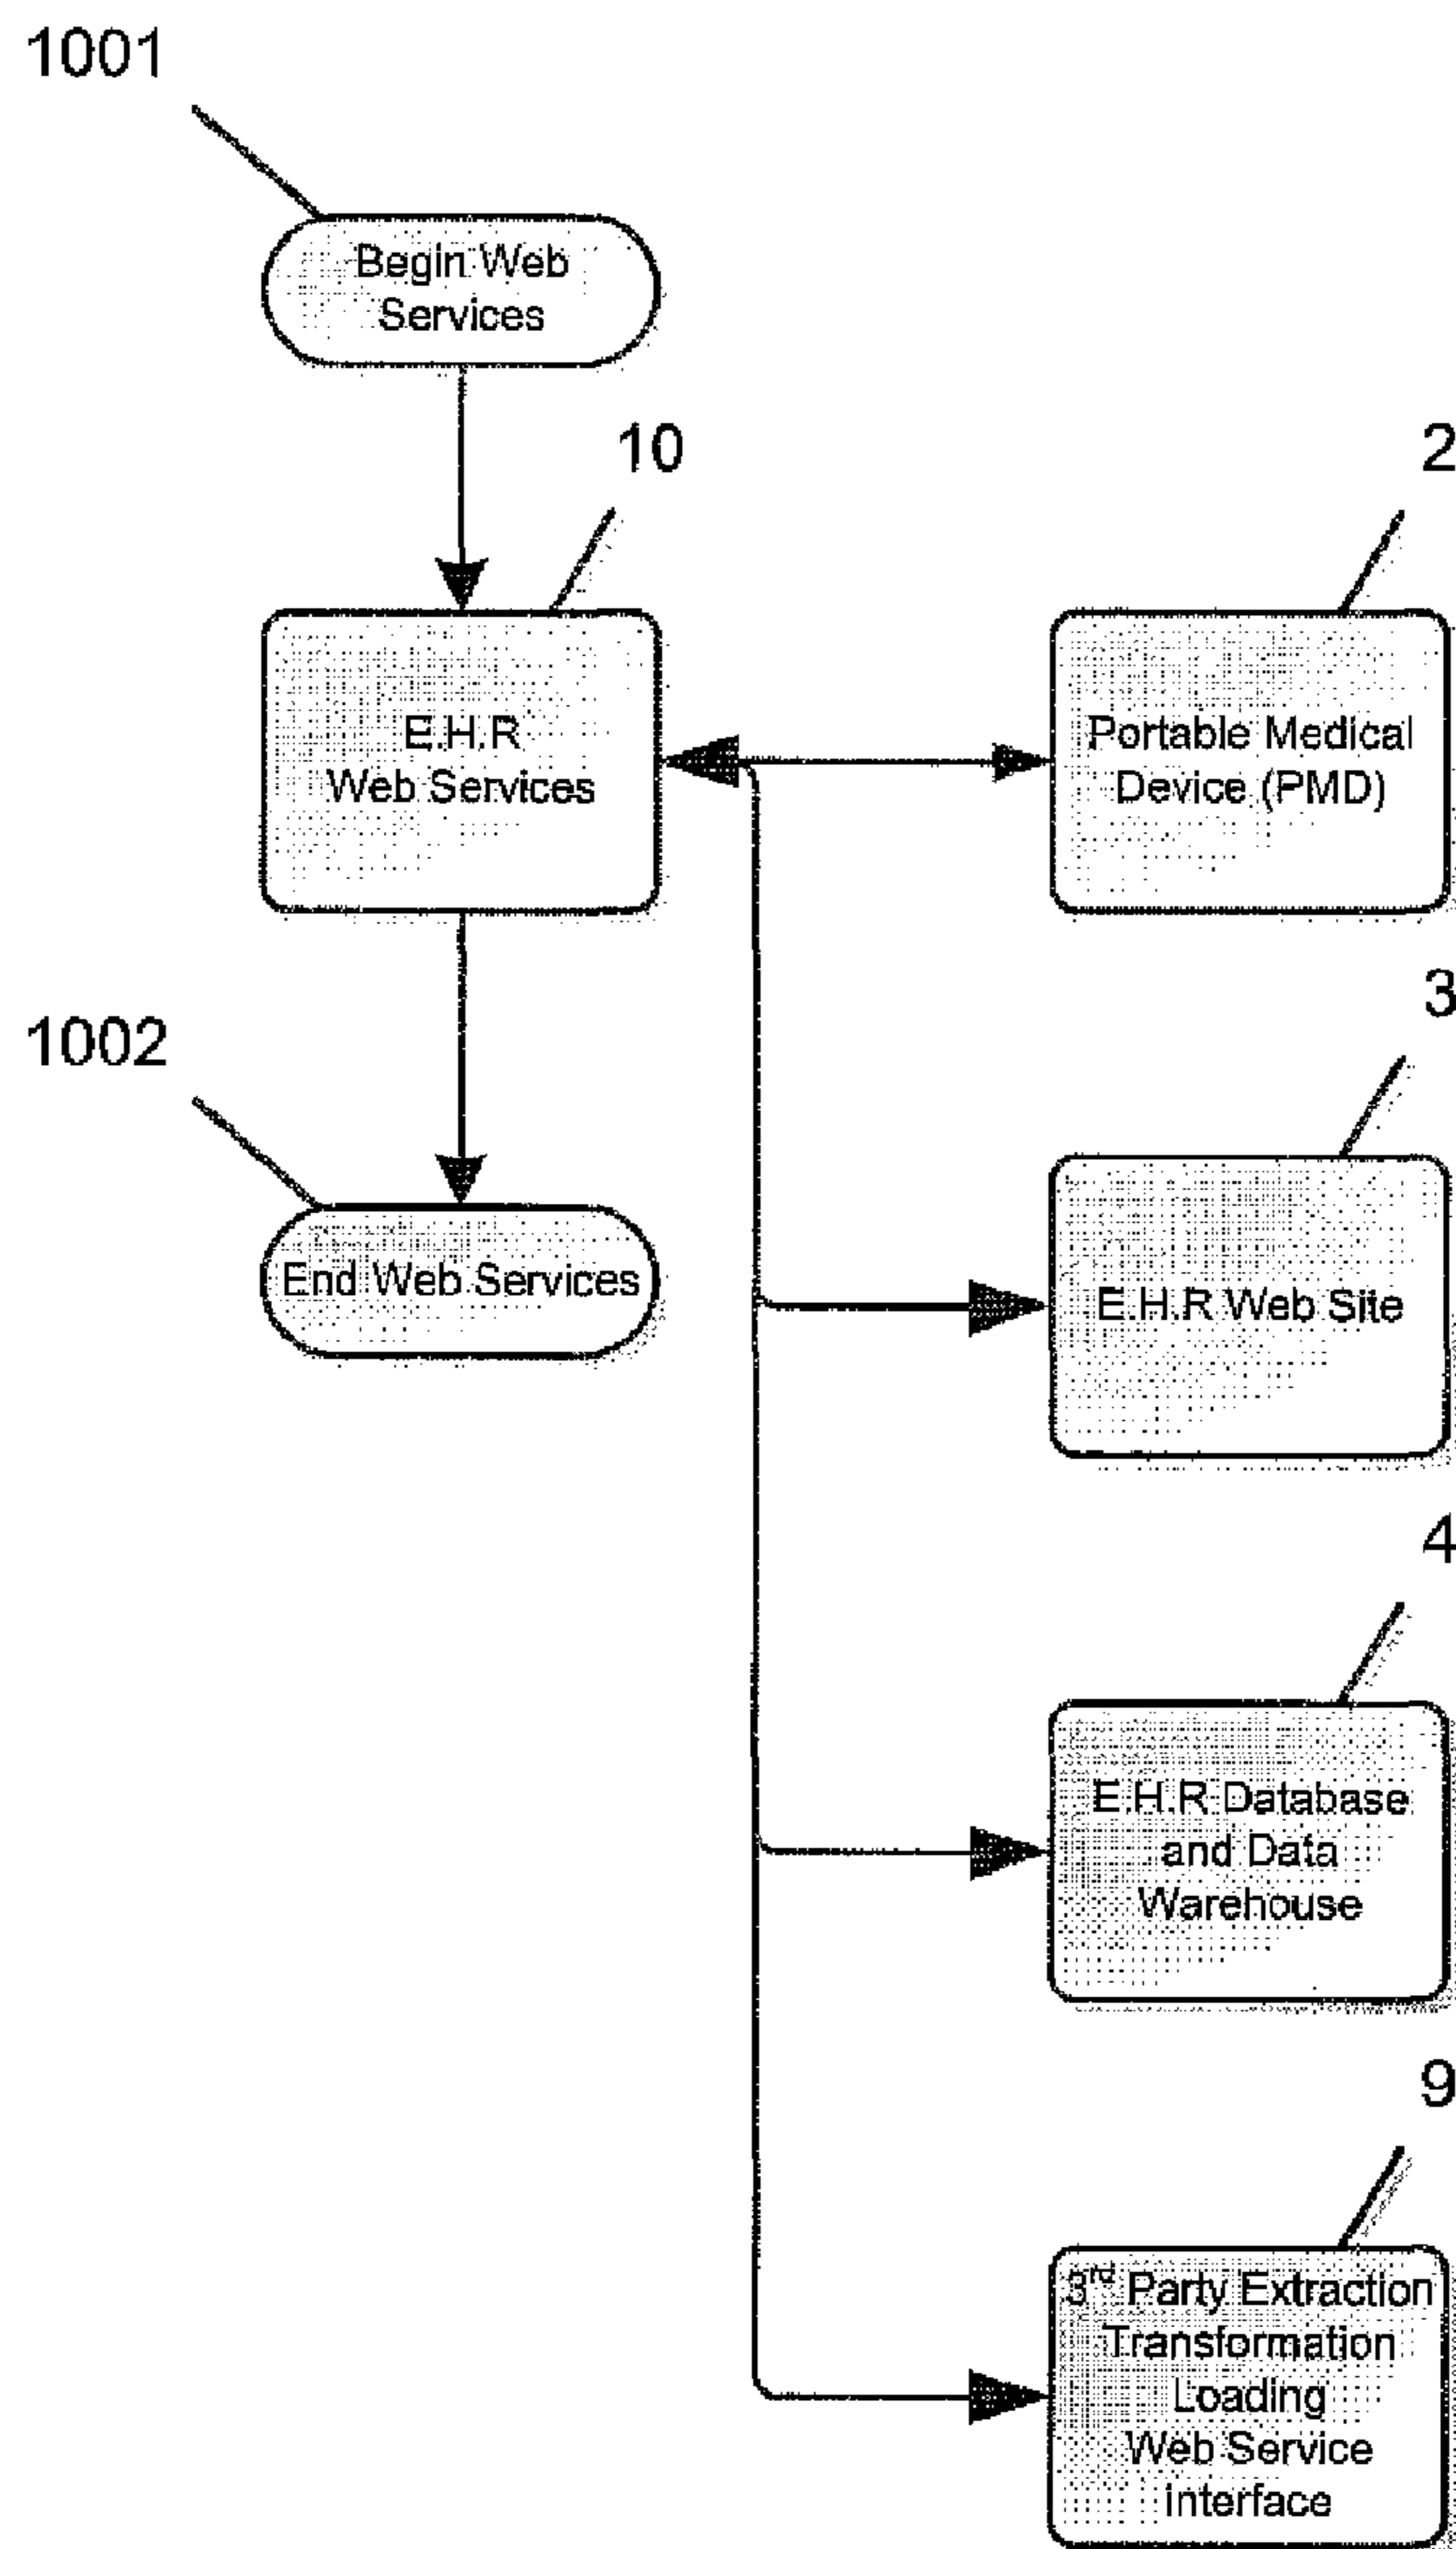 1001
Begin Web
Services
10
2
E.H.R
Web Services
Portable Medical
Device (PMD)
3
1002
End Web Services
E.H.R Web Site
4
E.H.R Database
and Data
Warehouse
9
3rd Party Extraction
Transformation
Loading
Web Service
interface